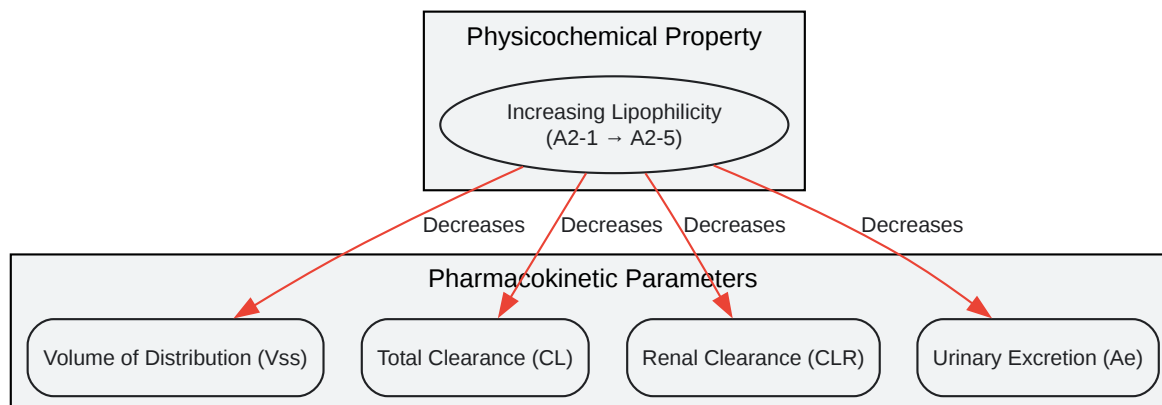 Physicochemical Property
Increasing Lipophilicity
(A2-1 → A2-5)
Decreases
Decreases
Decreases
Decreases
Pharmacokinetic Parameters
Volume of Distribution (Vss)
Total Clearance (CL)
Renal Clearance (CLR)
Urinary Excretion (Ae)